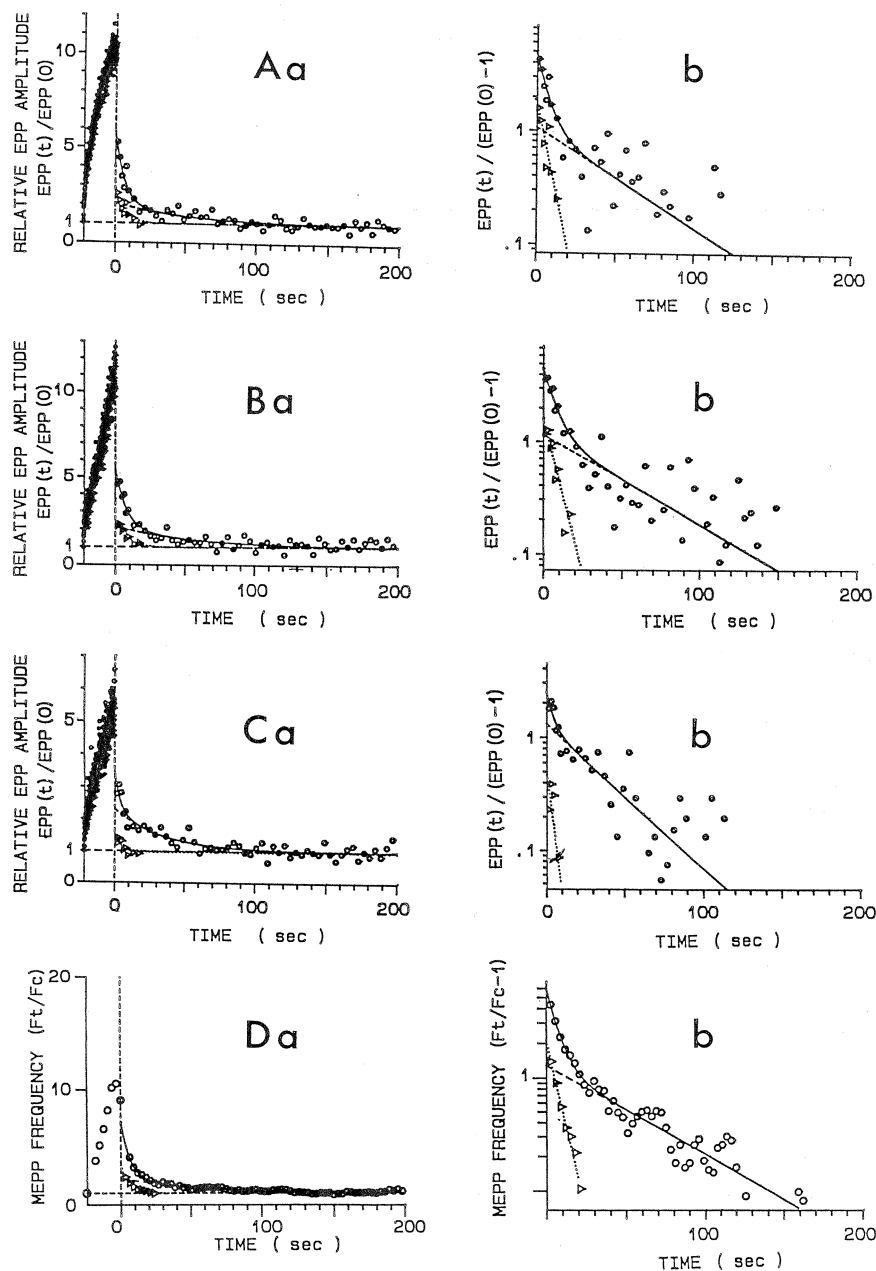 RELATIVE EPP AMPLITUDE
EPP(t)/EPP(0)
10
5
1
0
Aa
0
100
200
TIME ( sec )
EPP(t)/(EPP(0)-1)
1
.1
b
0
100
200
TIME ( sec )
RELATIVE EPP AMPLITUDE
EPP(t)/EPP(0)
10
5
1
0
Ba
0
100
200
TIME ( sec )
EPP(t)/(EPP(0)-1)
1
.1
b
0
100
200
TIME ( sec )
RELATIVE EPP AMPLITUDE
EPP(t)/EPP(0)
5
1
0
Ca
0
100
200
TIME ( sec )
EPP(t)/(EPP(0)-1)
1
.1
b
0
100
200
TIME ( sec )
MEPP FREQUENCY (Ft/Fc)
20
10
0
Da
0
100
200
TIME ( sec )
MEPP FREQUENCY (Ft/Fc-1)
1
b
0
100
200
TIME ( sec )